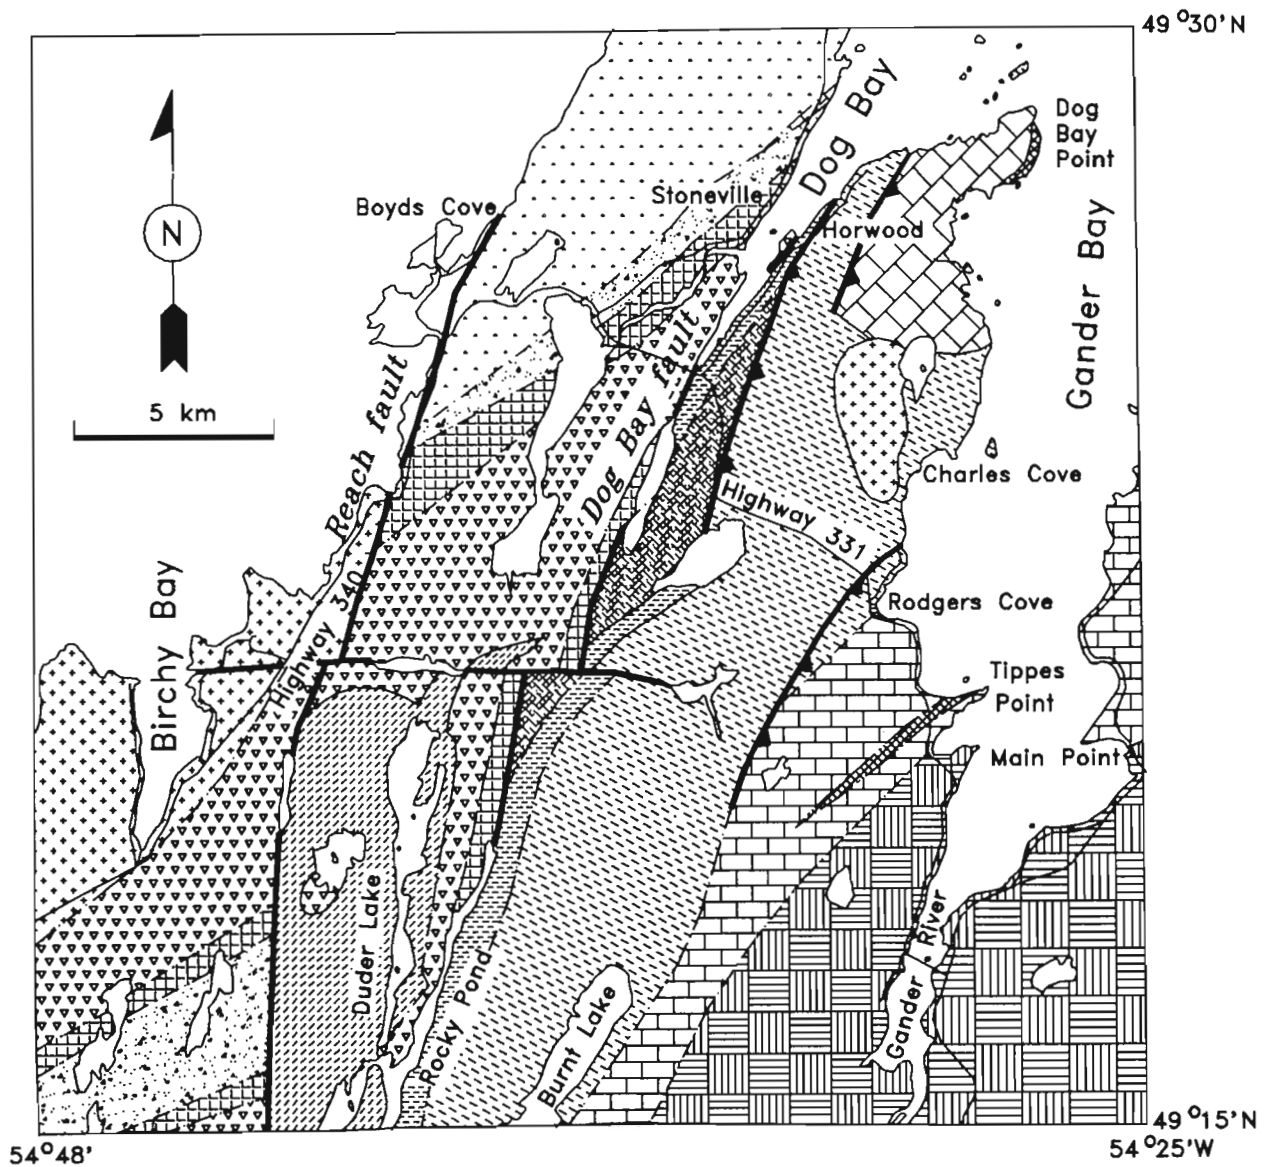 49 °30' N
Dog
Bay
Point
Dog Bay
Boyds Cove
Stoneville
N
Horwood
Gander Bay
5 km
Reach fault
Dog Bay fault
Charles Cove
Highway 331
Highway 340
Rodgers Cove
Birchy Bay
Tippes
Point
Main Point
Duder Lake
Rocky Pond
Burnt Lake
Gander River
49 °15' N
54 °48'
54 °25' W